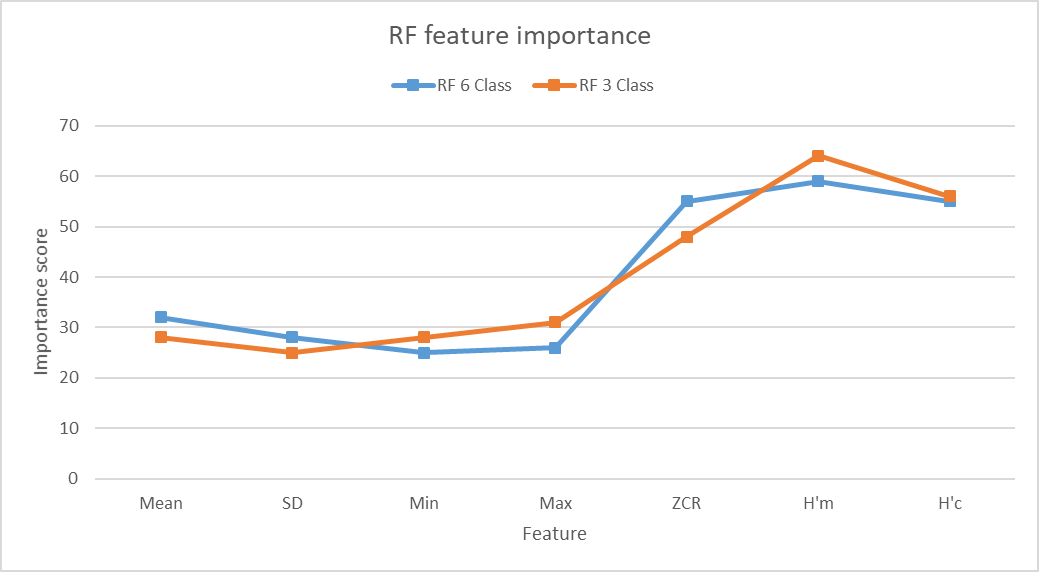 RF feature importance
RF 6 Class RF 3 Class
70
60
50
40
30
20
10
0
Importance score
Mean SD Min Max ZCR H'm H'c
Feature